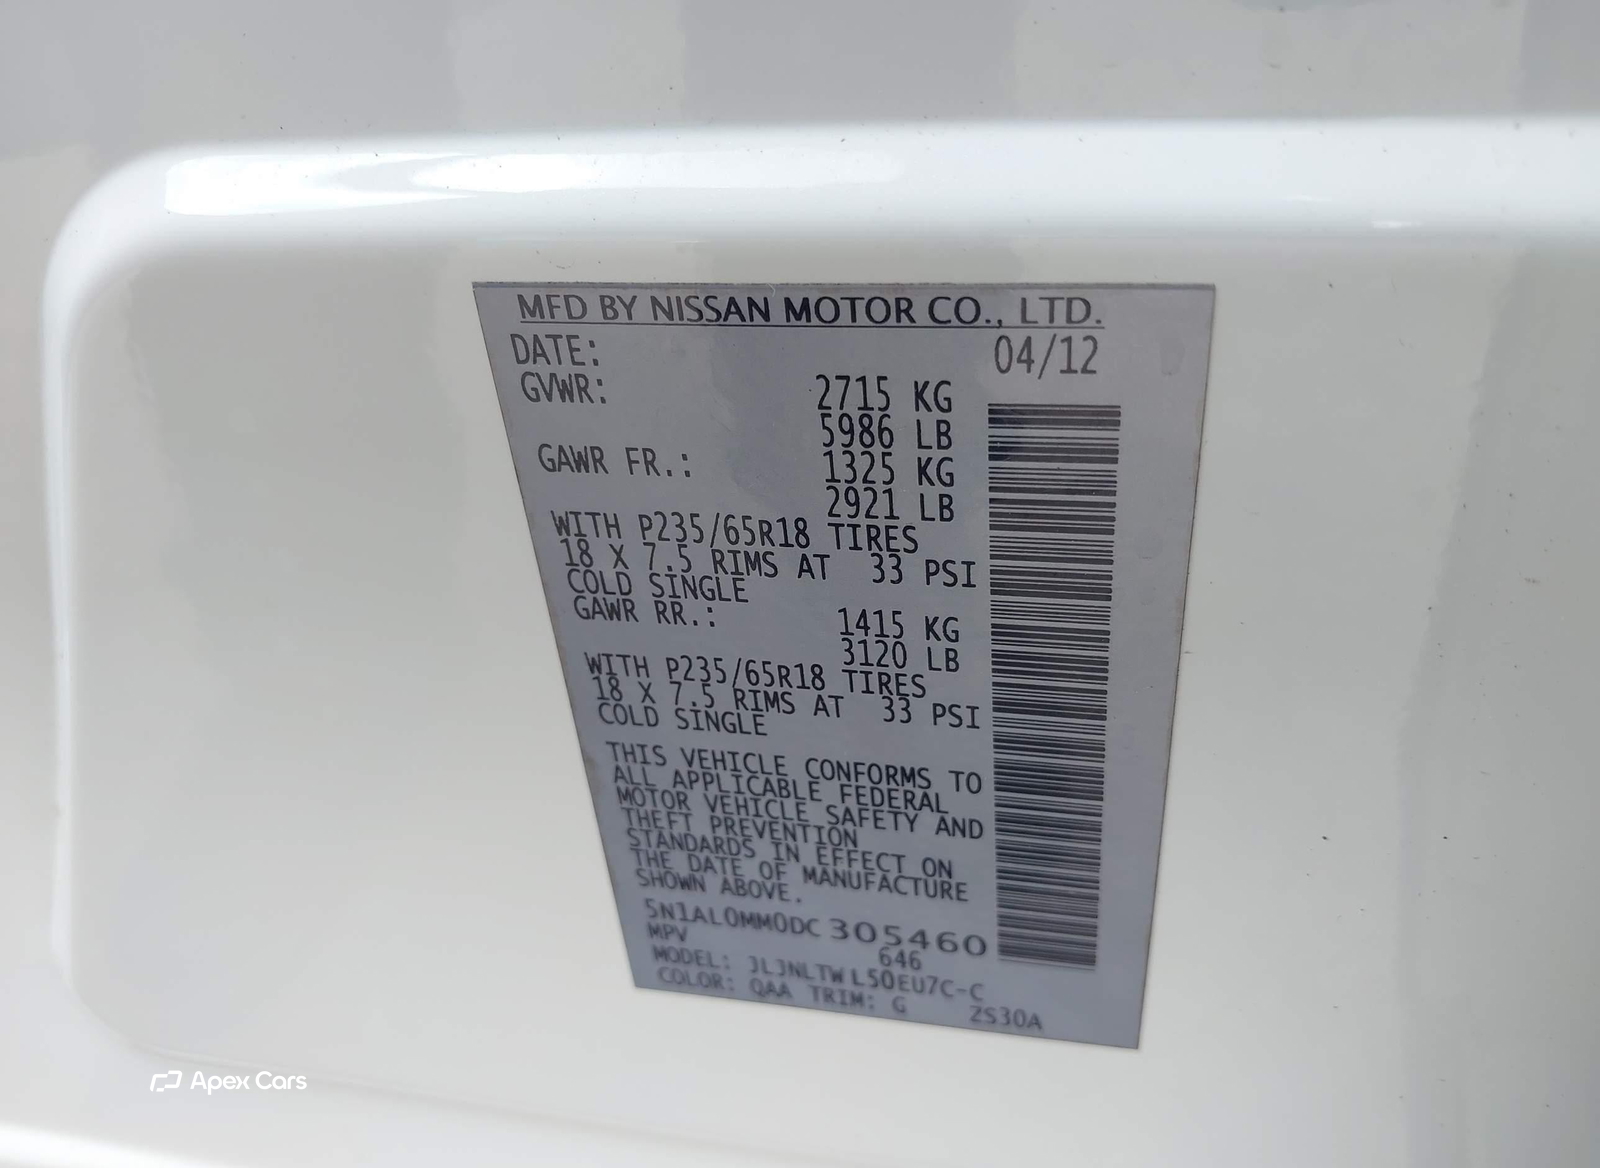 MFD BY NISSAN MOTOR CO., LTD.
DATE: 04/12
GVWR: 2715 KG
5986 LB
GAWR FR.: 1325 KG
2921 LB
WITH P235/65R18 TIRES
18 X 7.5 RIMS AT 33 PSI
COLD SINGLE
GAWR RR.: 1415 KG
3120 LB
WITH P235/65R18 TIRES
18 X 7.5 RIMS AT 33 PSI
COLD SINGLE
THIS VEHICLE CONFORMS TO
ALL APPLICABLE FEDERAL
MOTOR VEHICLE SAFETY AND
THEFT PREVENTION
STANDARDS IN EFFECT ON
THE DATE OF MANUFACTURE
SHOWN ABOVE.
5N1AL0MM0DC 305460
MPV 646
MODEL: JLJNLTW L50EU7C-C
COLOR: QAA TRIM: G ZS30A
Apex Cars